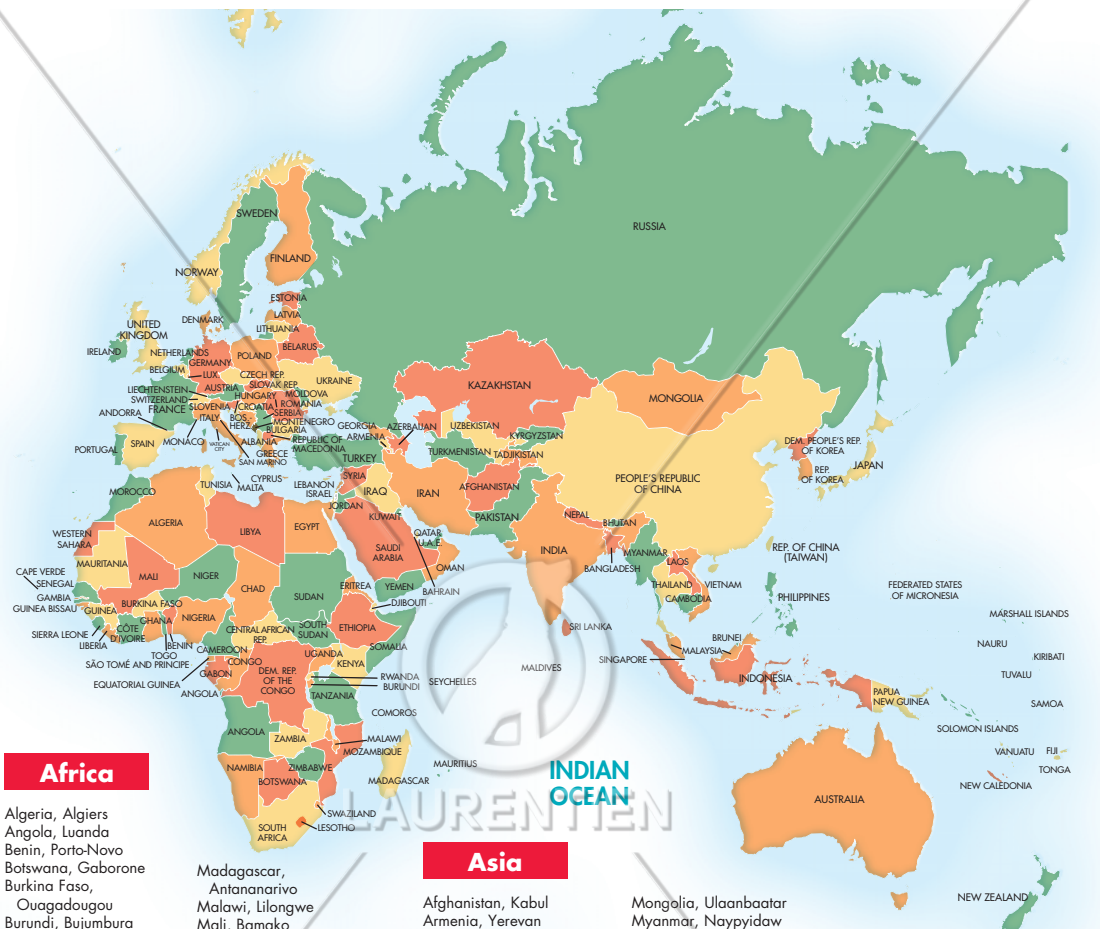 RUSSIA
SWEDEN
FINLAND
NORWAY
ESTONIA
LATVIA
DENMARK
LITHUANIA
UNITED
KINGDOM
BELARUS
IRELAND
NETHERLANDS
POLAND
GERMANY
BELGIUM
LUX
CZECH REP.
UKRAINE
SLOVAK REP.
LIECHTENSTEIN
AUSTRIA
MOLDOVA
HUNGARY
SWITZERLAND
ROMANIA
FRANCE
SLOVENIA
CROATIA
SERBIA
ANDORRA
ITALY
BOS.-
HERZ.
MONTENEGRO
BULGARIA
PORTUGAL
SPAIN
MONACO
VATICAN
CITY
ALBANIA
REPUBLIC OF
MACEDONIA
GREECE
SAN MARINO
GEORGIA
ARMENIA
AZERBAIJAN
KAZAKHSTAN
MONGOLIA
UZBEKISTAN
KYRGYZSTAN
TURKMENISTAN
TADJIKISTAN
TURKEY
DEM. PEOPLE'S REP.
OF KOREA
REP.
OF KOREA
JAPAN
PEOPLE'S REPUBLIC
OF CHINA
MOROCCO
TUNISIA
MALTA
CYPRUS
LEBANON
ISRAEL
SYRIA
IRAQ
IRAN
AFGHANISTAN
JORDAN
KUWAIT
PAKISTAN
NEPAL
BHUTAN
ALGERIA
LIBYA
EGYPT
WESTERN
SAHARA
SAUDI
ARABIA
QATAR
U.A.E.
OMAN
BAHRAIN
INDIA
BANGLADESH
MYANMAR
LAOS
REP. OF CHINA
(TAIWAN)
MAURITANIA
CAPE VERDE
SENEGAL
GAMBIA
GUINEA BISSAU
MALI
NIGER
CHAD
SUDAN
ERITREA
YEMEN
DJIBOUTI
THAILAND
VIETNAM
CAMBODIA
PHILIPPINES
FEDERATED STATES
OF MICRONESIA
MARSHALL ISLANDS
GUINEA
BURKINA FASO
GHANA
NIGERIA
CÔTE
D'IVOIRE
SIERRA LEONE
LIBERIA
TOGO
BENIN
CENTRAL AFRICAN
REP.
SOUTH
SUDAN
ETHIOPIA
SOMALIA
SRI LANKA
MALDIVES
SINGAPORE
MALAYSIA
BRUNEI
NAURU
KIRIBATI
TUVALU
SÃO TOMÉ AND PRINCIPE
EQUATORIAL GUINEA
CAMEROON
GABON
CONGO
UGANDA
KENYA
DEM. REP.
OF THE
CONGO
RWANDA
BURUNDI
SEYCHELLES
INDONESIA
PAPUA
NEW GUINEA
SAMOA
ANGOLA
TANZANIA
COMOROS
SOLOMON ISLANDS
ANGOLA
ZAMBIA
MALAWI
MOZAMBIQUE
VANUATU
FIJI
TONGA
NAMIBIA
ZIMBABWE
BOTSWANA
MADAGASCAR
MAURITIUS
NEW CALEDONIA
INDIAN
OCEAN
AUSTRALIA
SOUTH
AFRICA
SWAZILAND
LESOTHO
NEW ZEALAND
LAURENTIEN
Africa
Algeria, Algiers
Angola, Luanda
Benin, Porto-Novo
Botswana, Gaborone
Burkina Faso,
Ouagadougou
Burundi, Bujumbura
Madagascar,
Antananarivo
Malawi, Lilongwe
Mali, Bamako
Asia
Afghanistan, Kabul
Armenia, Yerevan
Mongolia, Ulaanbaatar
Myanmar, Naypyidaw